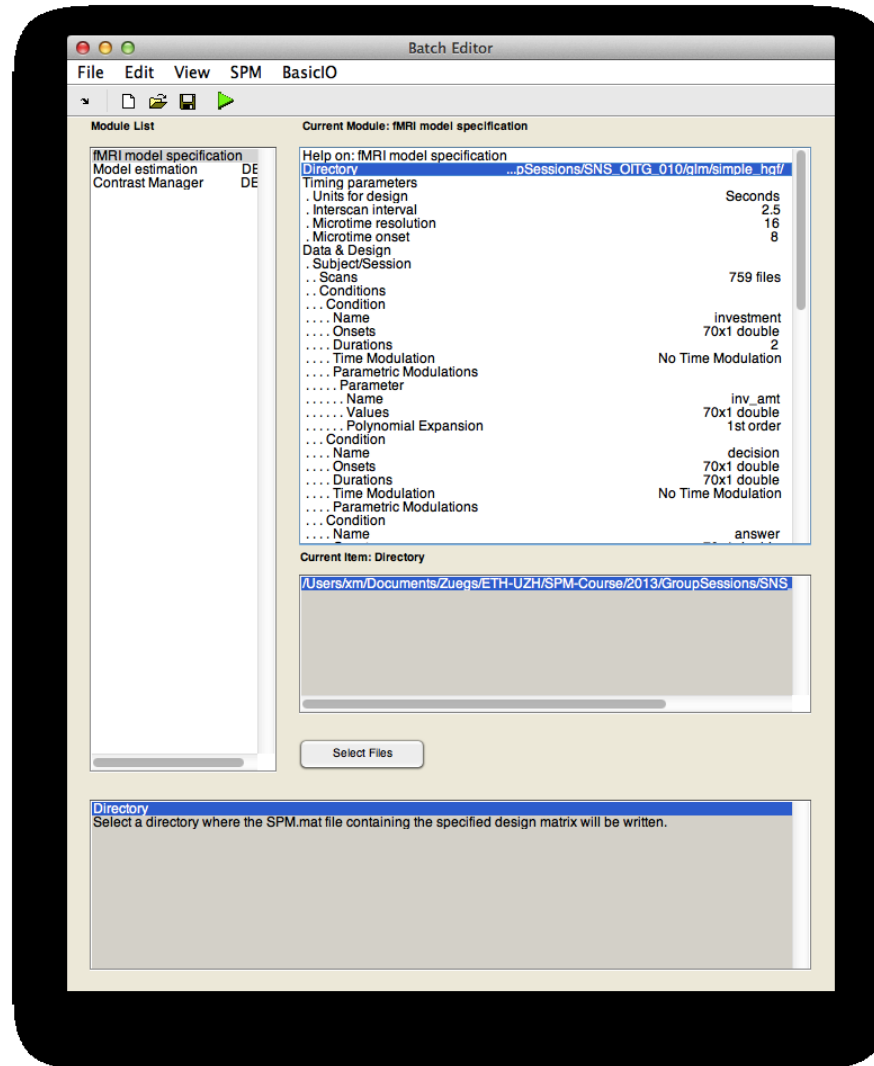 Batch Editor
File Edit View SPM BasicIO
Module List
fMRI model specification
Model estimation DE
Contrast Manager DE
Current Module: fMRI model specification
Help on: fMRI model specification
Directory ...pSessions/SNS_OITG_010/glm/simple_hgf/
Timing parameters
. Units for design Seconds
. Interscan interval 2.5
. Microtime resolution 16
. Microtime onset 8
Data & Design
. Subject/Session
. . Scans 759 files
. . Conditions
. . . Condition
. . . . Name investment
. . . . Onsets 70x1 double
. . . . Durations 2
. . . . Time Modulation No Time Modulation
. . . . Parametric Modulations
. . . . . Parameter
. . . . . . Name inv_amt
. . . . . . Values 70x1 double
. . . . . . Polynomial Expansion 1st order
. . . Condition
. . . . Name decision
. . . . Onsets 70x1 double
. . . . Durations 70x1 double
. . . . Time Modulation No Time Modulation
. . . . Parametric Modulations
. . . Condition
. . . . Name answer
Current Item: Directory
/Users/xm/Documents/Zuegs/ETH-UZH/SPM-Course/2013/GroupSessions/SNS_
Select Files
Directory
Select a directory where the SPM.mat file containing the specified design matrix will be written.